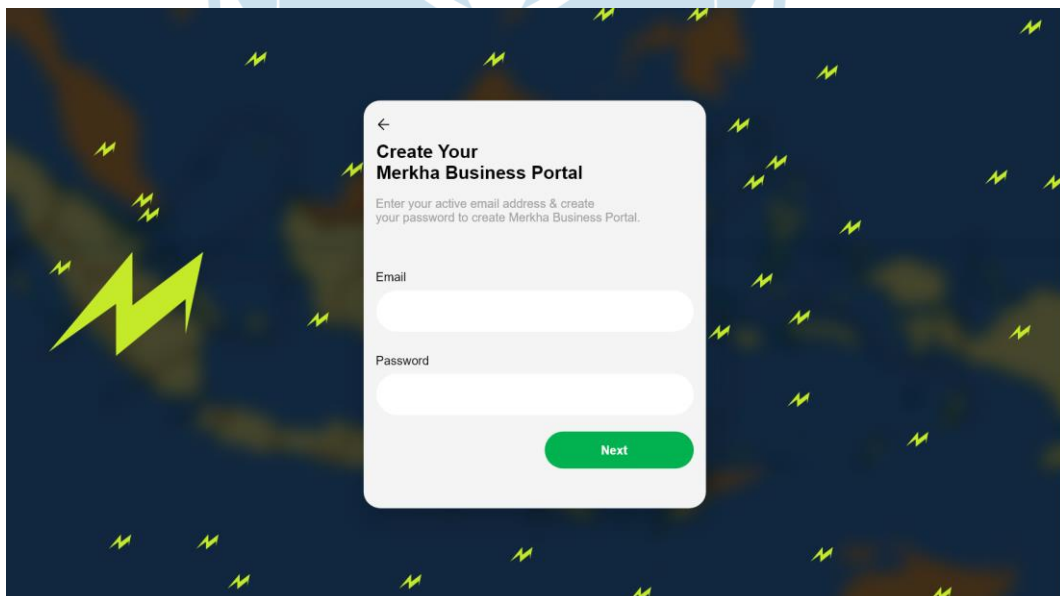 Create Your
Merkha Business Portal
Enter your active email address & create
your password to create Merkha Business Portal.
Email
Password
Next